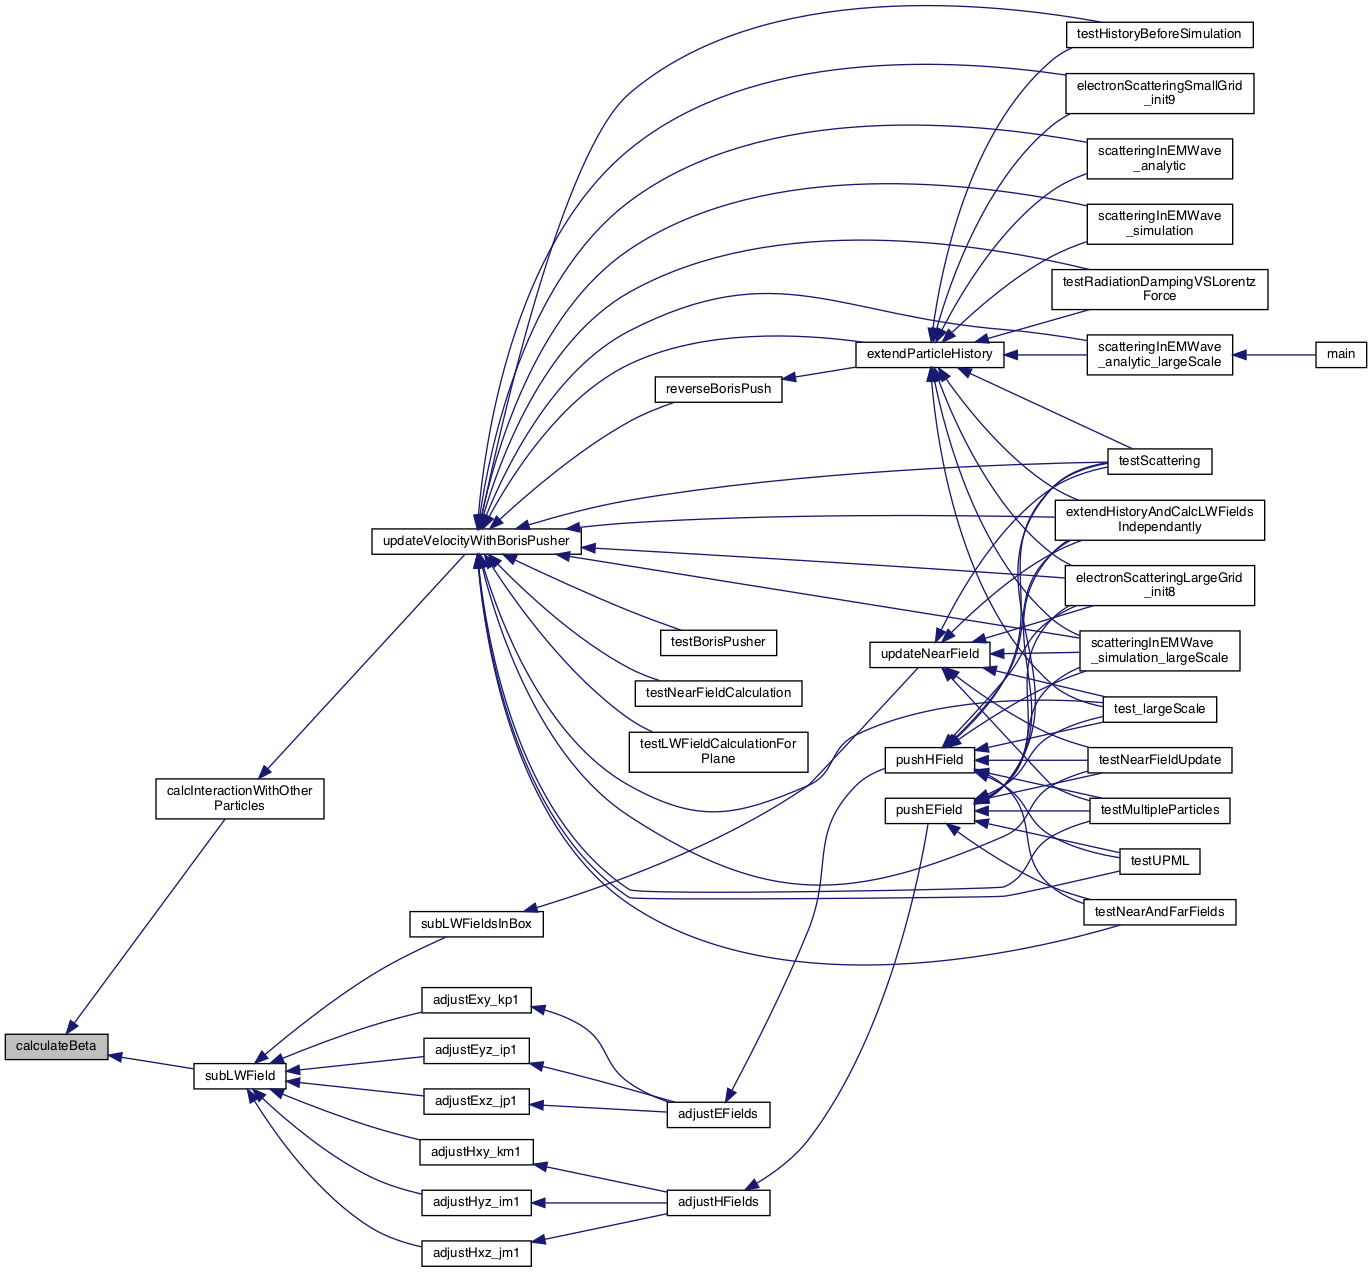 testHistoryBeforeSimulation
electronScatteringSmallGrid
_init9
scatteringInEMWave
_analytic
scatteringInEMWave
_simulation
testRadiationDampingVSLorentz
Force
extendParticleHistory
scatteringInEMWave
_analytic_largeScale
main
reverseBorisPush
testScattering
extendHistoryAndCalcLWFields
Independantly
updateVelocityWithBorisPusher
electronScatteringLargeGrid
_init8
testBorisPusher
updateNearField
scatteringInEMWave
_simulation_largeScale
testNearFieldCalculation
test_largeScale
testLWFieldCalculationFor
Plane
pushHField
testNearFieldUpdate
calcInteractionWithOther
Particles
pushEField
testMultipleParticles
testUPML
subLWFieldsInBox
testNearAndFarFields
adjustExy_kp1
calculateBeta
adjustEyz_ip1
subLWField
adjustExz_jp1
adjustEFields
adjustHxy_km1
adjustHyz_im1
adjustHFields
adjustHxz_jm1